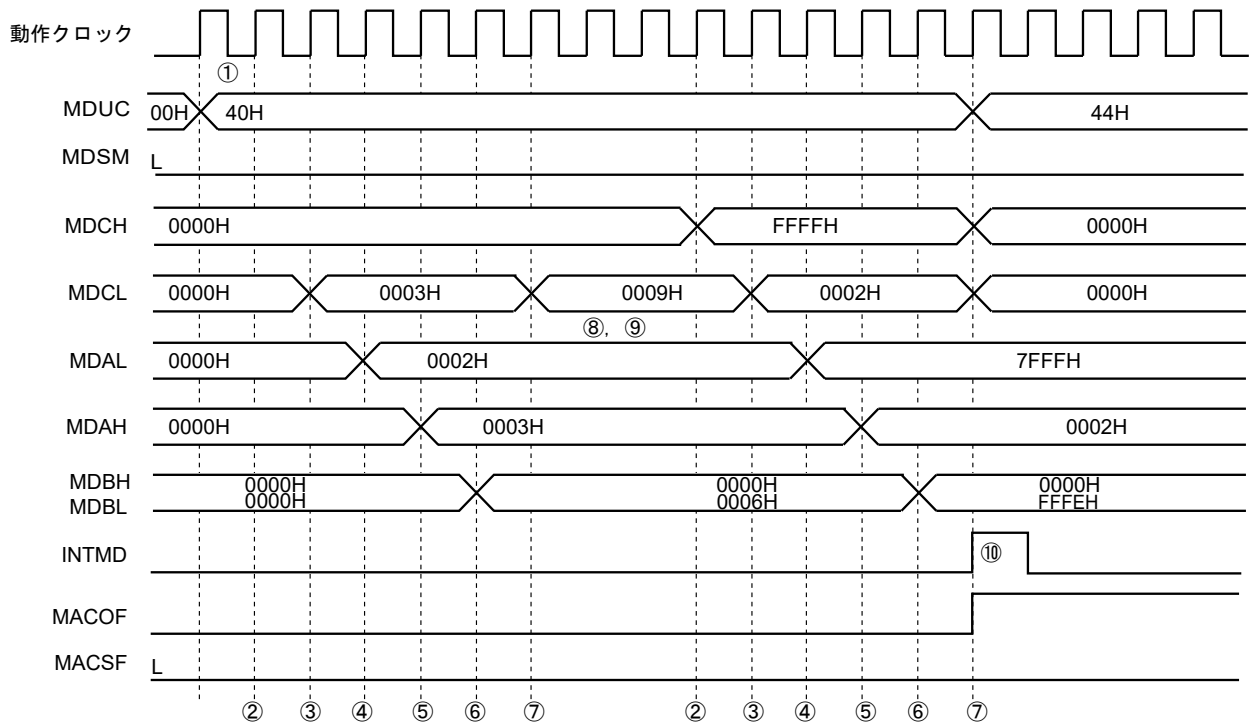 動作クロック
①
MDUC 00H 40H 44H
MDSM L
MDCH 0000H FFFFH 0000H
MDCL 0000H 0003H 0009H 0002H 0000H
⑧, ⑨
MDAL 0000H 0002H 7FFFH
MDAH 0000H 0003H 0002H
MDBH 0000H 0000H 0000H
MDBL 0000H 0006H FFFEH
INTMD ⑩
MACOF
MACSF L
② ③ ④ ⑤ ⑥ ⑦ ② ③ ④ ⑤ ⑥ ⑦